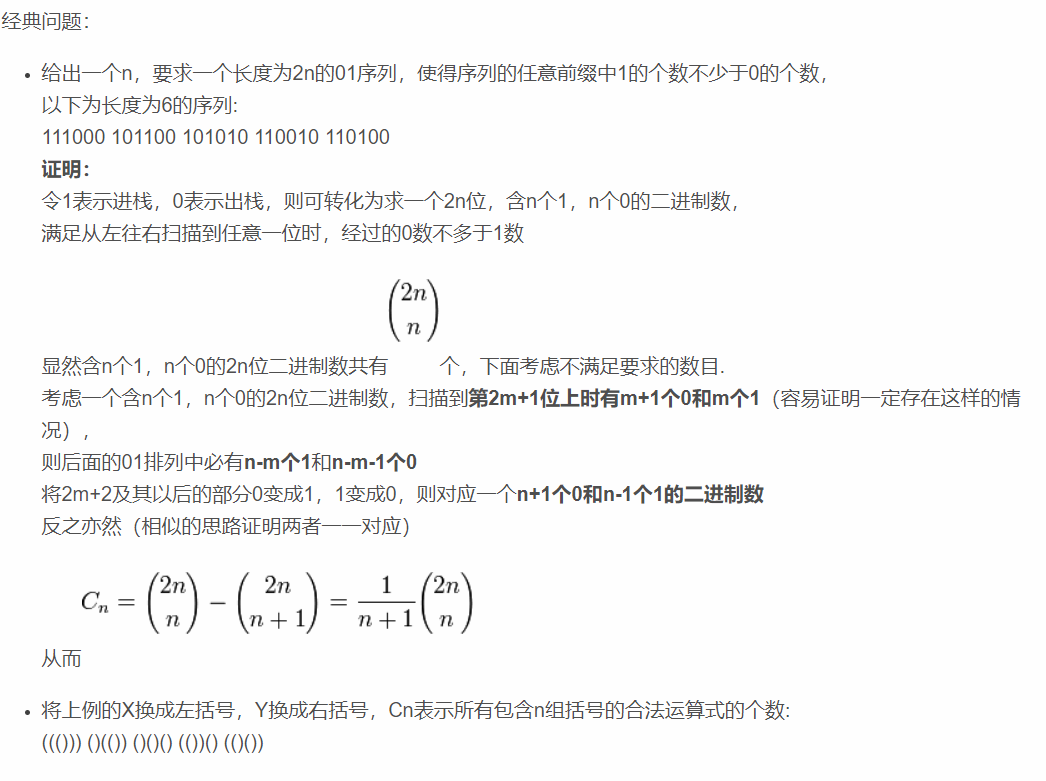 经典问题：
• 给出一个n，要求一个长度为2n的01序列，使得序列的任意前缀中1的个数不少于0的个数，
以下为长度为6的序列:
111000 101100 101010 110010 110100
证明：
令1表示进栈，0表示出栈，则可转化为求一个2n位，含n个1，n个0的二进制数，
满足从左往右扫描到任意一位时，经过的0数不多于1数
\binom{2n}{n}
显然含n个1，n个0的2n位二进制数共有 个，下面考虑不满足要求的数目.
考虑一个含n个1，n个0的2n位二进制数，扫描到第2m+1位上时有m+1个0和m个1（容易证明一定存在这样的情
况），
则后面的01排列中必有n-m个1和n-m-1个0
将2m+2及其以后的部分0变成1，1变成0，则对应一个n+1个0和n-1个1的二进制数
反之亦然（相似的思路证明两者一一对应）
C_n = \binom{2n}{n} - \binom{2n}{n+1} = \frac{1}{n+1}\binom{2n}{n}
从而
• 将上例的X换成左括号，Y换成右括号，Cn表示所有包含n组括号的合法运算式的个数:
((())) ()(()) ()()() (())() (()())